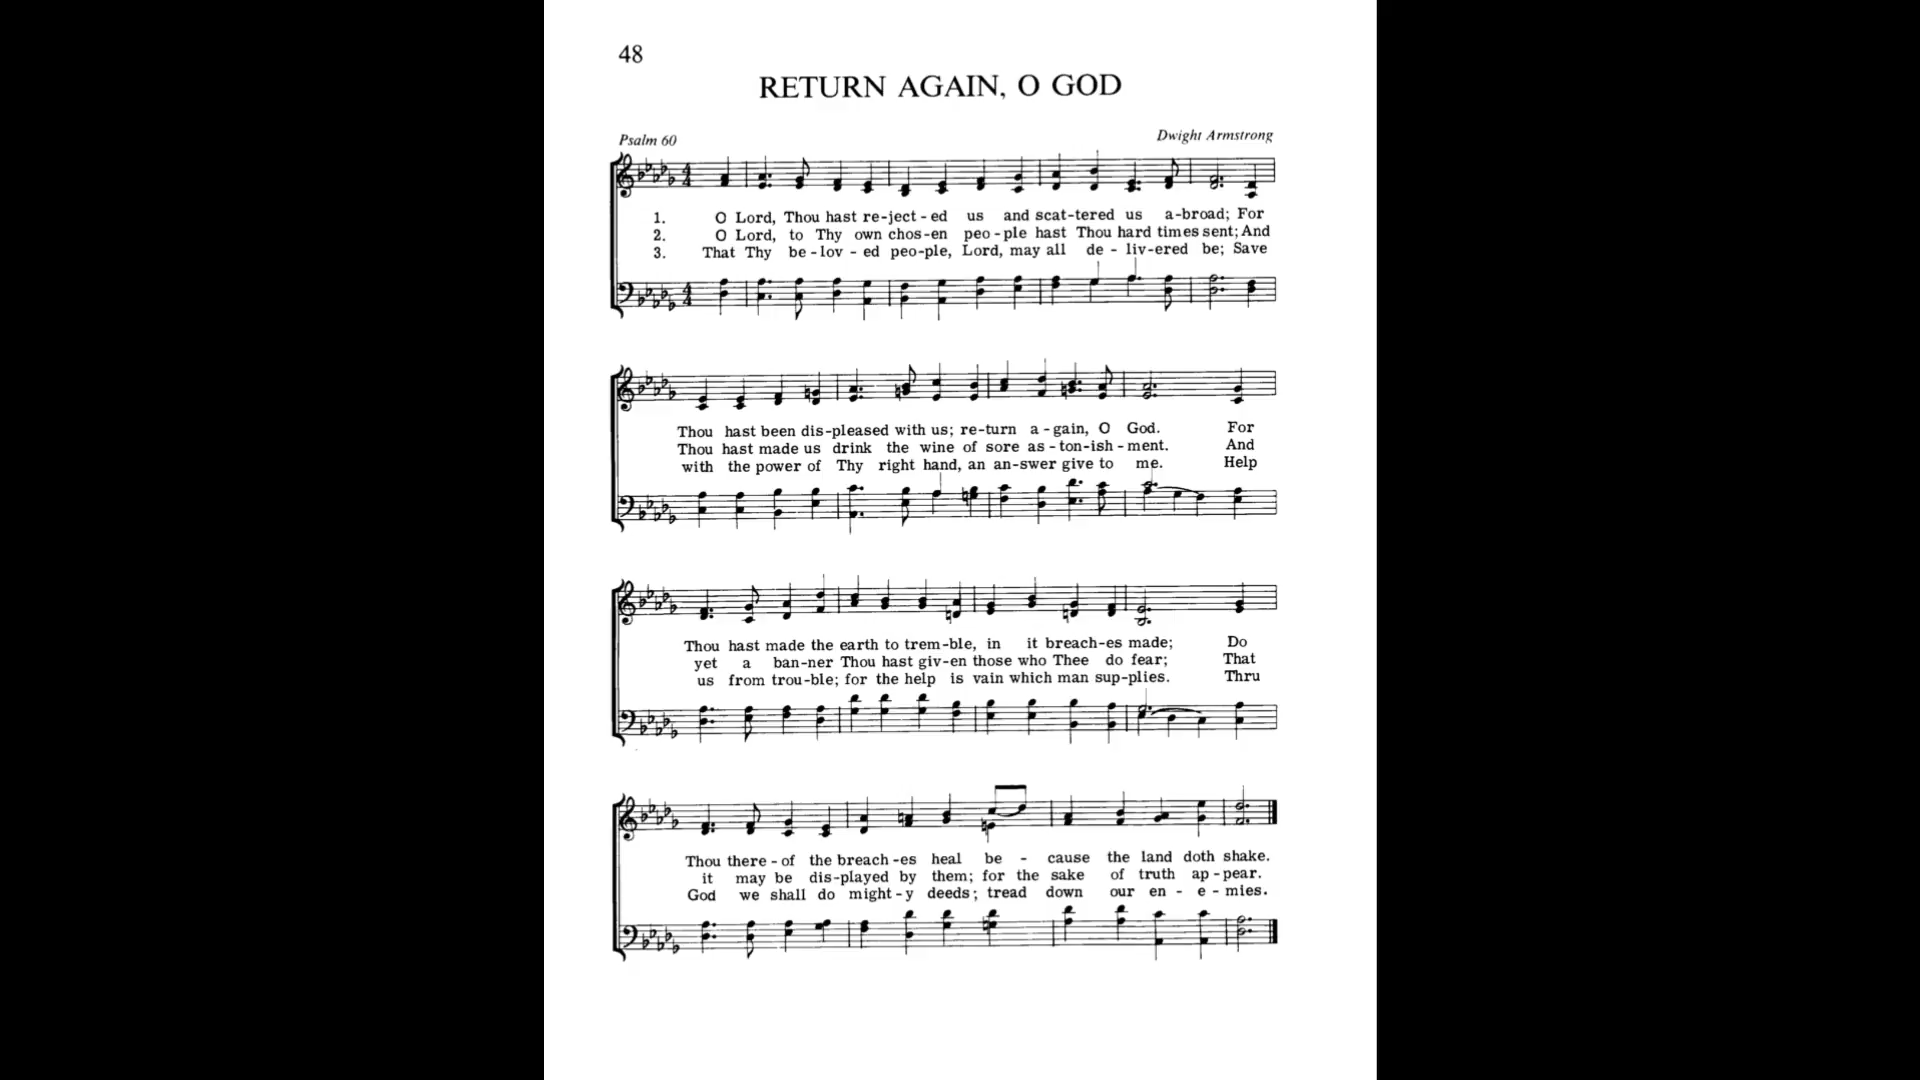 48
RETURN AGAIN, O GOD
Psalm 60
Dwight Armstrong
1. O Lord, Thou hast re-ject-ed us and scat-tered us a-broad; For
2. O Lord, to Thy own chos-en peo-ple hast Thou hard times sent; And
3. That Thy be-lov-ed peo-ple, Lord, may all de-liv-ered be; Save
Thou hast been dis-pleased with us; re-turn a-gain, O God. For
Thou hast made us drink the wine of sore as-ton-ish-ment. And
with the power of Thy right hand, an an-swer give to me. Help
Thou hast made the earth to trem-ble, in it breach-es made; Do
yet a ban-ner Thou hast giv-en those who Thee do fear; That
us from trou-ble; for the help is vain which man sup-plies. Thru
Thou there-of the breach-es heal be-cause the land doth shake.
it may be dis-played by them; for the sake of truth ap-pear.
God we shall do might-y deeds; tread down our en-e-mies.